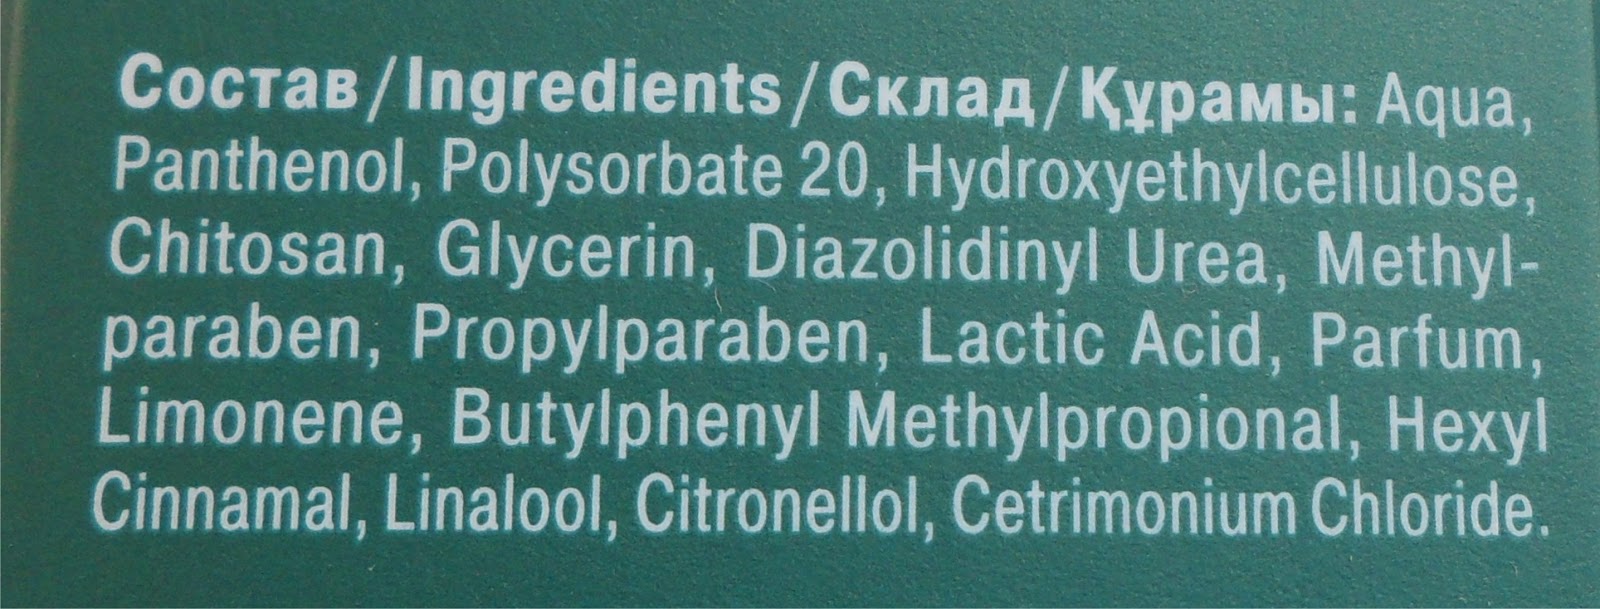 Состав/Ingredients/Склад/Құрамы: Aqua,
Panthenol, Polysorbate 20, Hydroxyethylcellulose,
Chitosan, Glycerin, Diazolidinyl Urea, Methyl-
paraben, Propylparaben, Lactic Acid, Parfum,
Limonene, Butylphenyl Methylpropional, Hexyl
Cinnamal, Linalool, Citronellol, Cetrimonium Chloride.